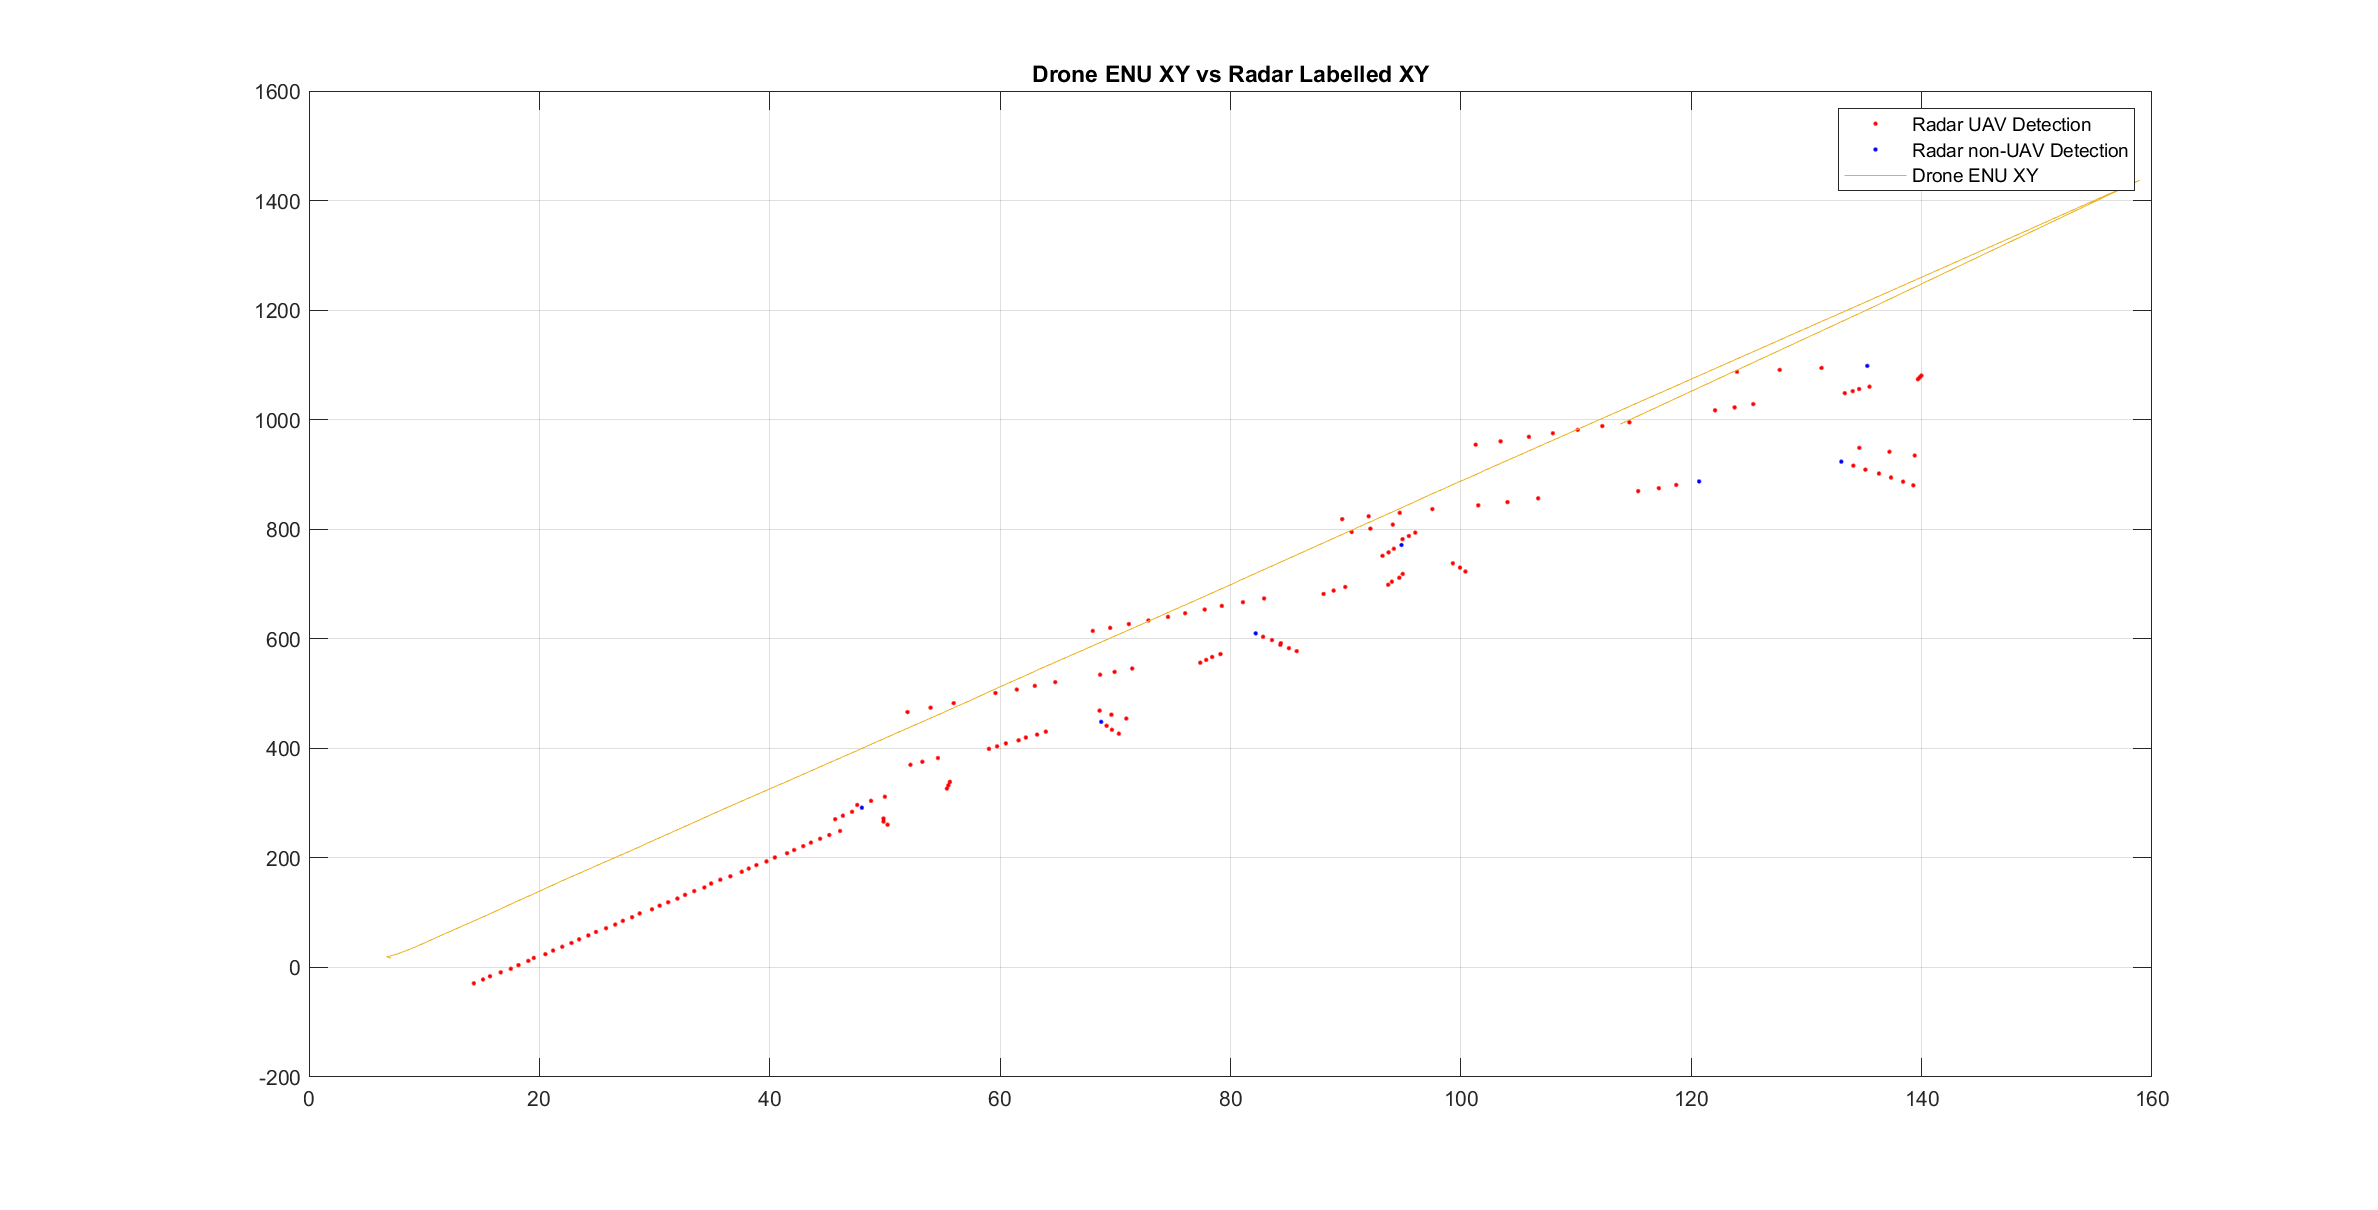 Drone ENU XY vs Radar Labelled XY
1600
1400
1200
1000
800
600
400
200
0
-200
0 20 40 60 80 100 120 140 160
Radar UAV Detection
Radar non-UAV Detection
Drone ENU XY